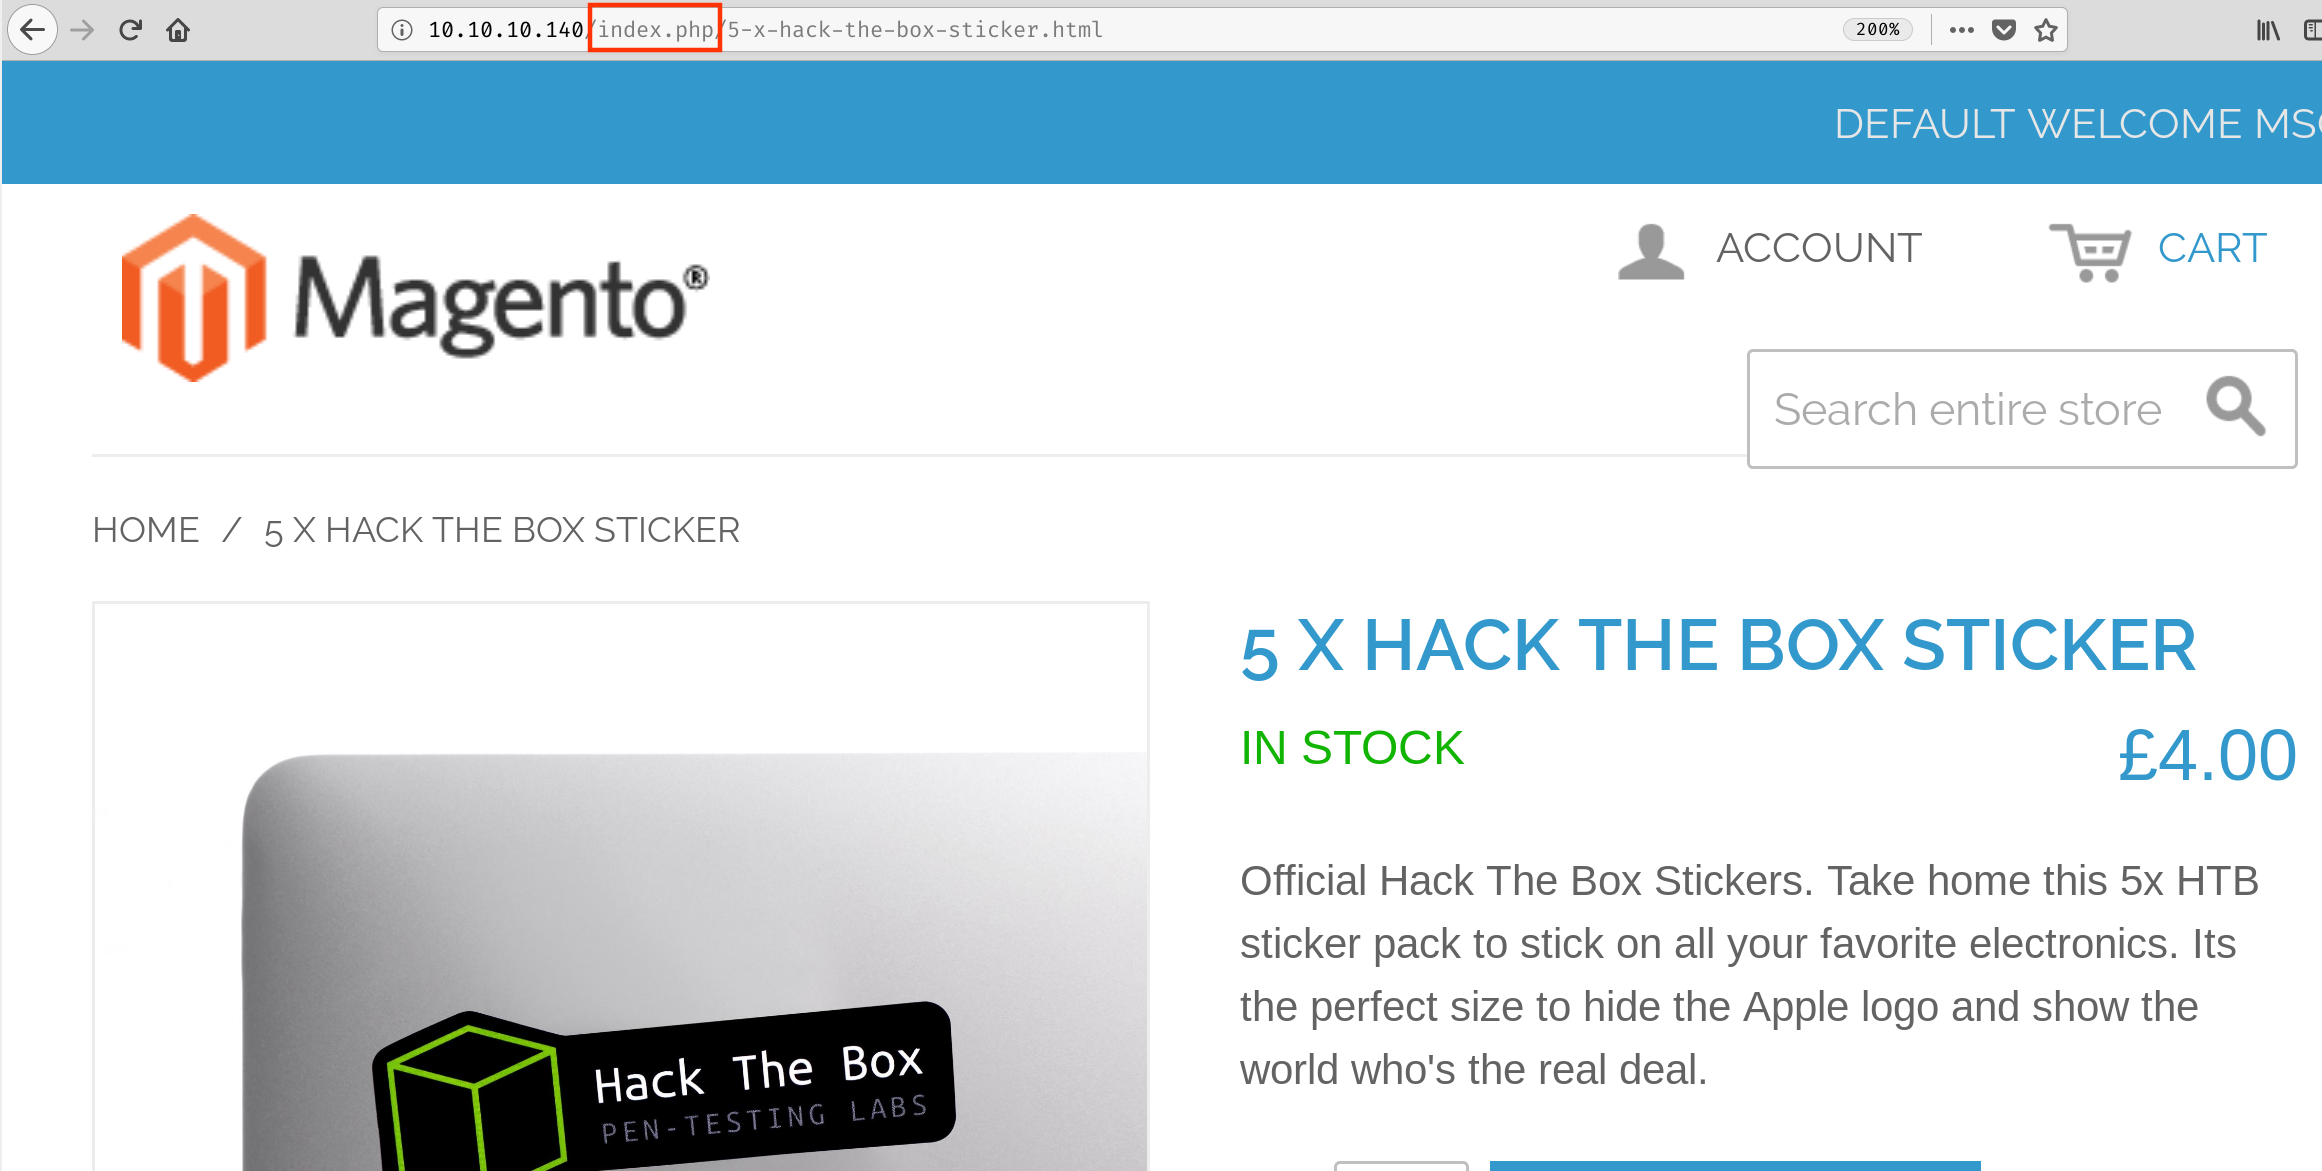 10.10.10.140/index.php/5-x-hack-the-box-sticker.html
200%
DEFAULT WELCOME MS
Magento®
ACCOUNT
CART
Search entire store
HOME / 5 X HACK THE BOX STICKER
5 X HACK THE BOX STICKER
IN STOCK
£4.00
Official Hack The Box Stickers. Take home this 5x HTB
sticker pack to stick on all your favorite electronics. Its
the perfect size to hide the Apple logo and show the
world who's the real deal.
Hack The Box
PEN-TESTING LABS